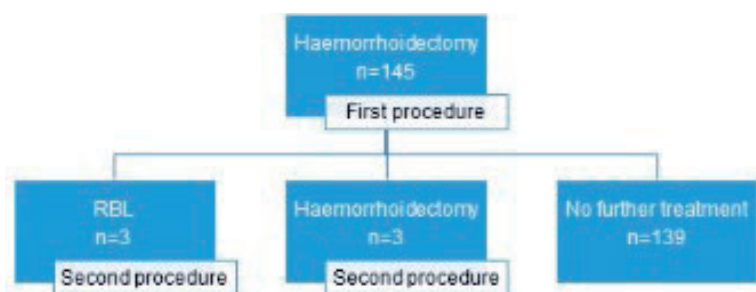 Haemorrhoidectomy
n=145
First procedure
RBL
n=3
Second procedure
Haemorrhoidectomy
n=3
Second procedure
No further treatment
n=139